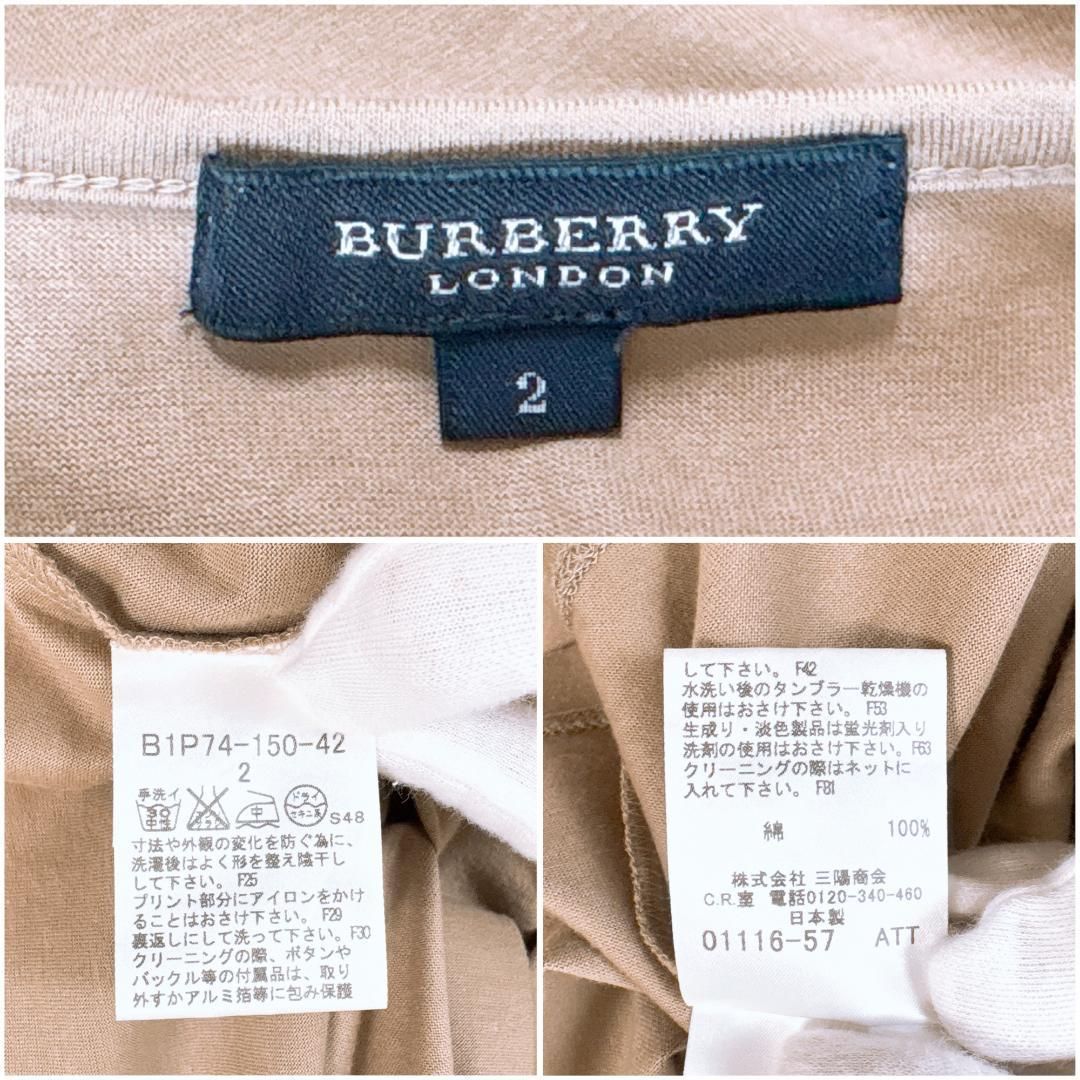 BURBERRY
LONDON
2
B1P74-150-42
2
手洗イ
30
中性
エンソサラシ
中
ドライ
セキユ系
S48
寸法や外観の変化を防ぐ為に、
洗濯後はよく形を整え陰干し
して下さい。 F25
プリント部分にアイロンをかけ
ることはおさけ下さい。 F29
裏返しにして洗って下さい。F30
クリーニングの際、ボタンや
バックル等の付属品は、取り
外すかアルミ箔等に包み保護
して下さい。 F42
水洗い後のタンブラー乾燥機の
使用はおさけ下さい。 F53
生成り・淡色製品は蛍光剤入り
洗剤の使用はおさけ下さい。F63
クリーニングの際はネットに
入れて下さい。 F81
綿 100%
株式会社 三陽商会
C.R.室 電話0120-340-460
日本製
01116-57 ATT